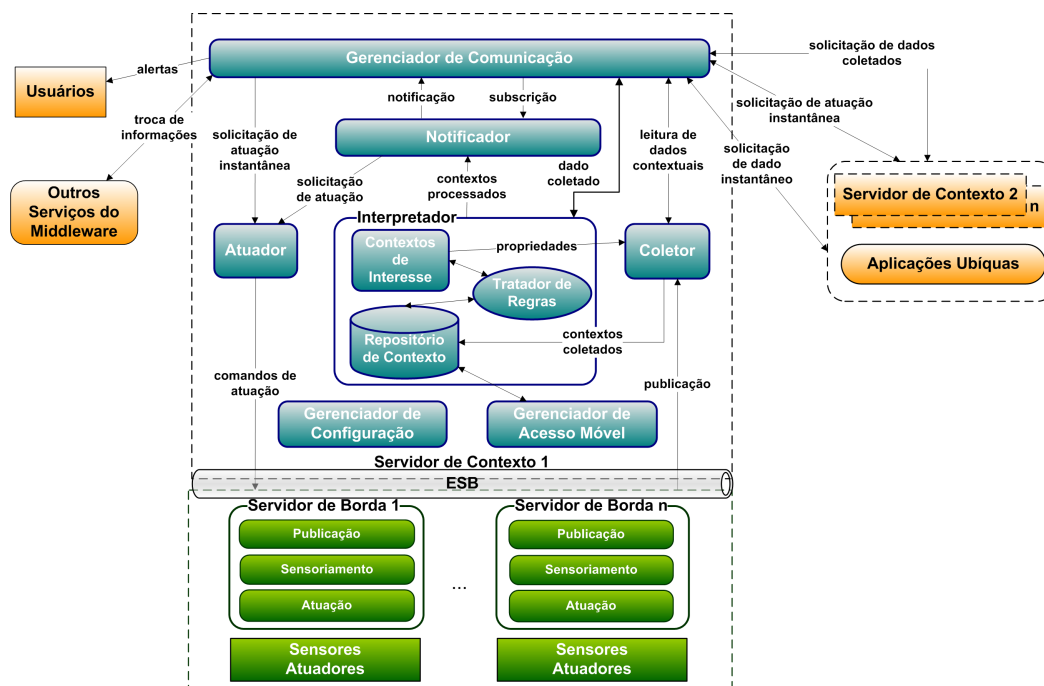 Gerenciador de Comunicação
solicitação de dados
coletados
alertas
Usuários
notificação
subscrição
solicitação de atuação
instantânea
troca de
informações
solicitação de
atuação
instantânea
Notificador
leitura de
dados
contextuais
solicitação
de dado
instantâneo
solicitação
de atuação
contextos
processados
dado
coletado
Outros
Serviços do
Middleware
Servidor de Contexto 2
n
Interpretador
Atuador
Contextos
de
Interesse
propriedades
Coletor
Aplicações Ubíquas
Tratador de
Regras
Repositório
de Contexto
contextos
coletados
comandos de
atuação
publicação
Gerenciador de
Configuração
Gerenciador de
Acesso Móvel
Servidor de Contexto 1
ESB
Servidor de Borda 1
Servidor de Borda n
Publicação
Publicação
Sensoriamento
Sensoriamento
...
Atuação
Atuação
Sensores
Atuadores
Sensores
Atuadores